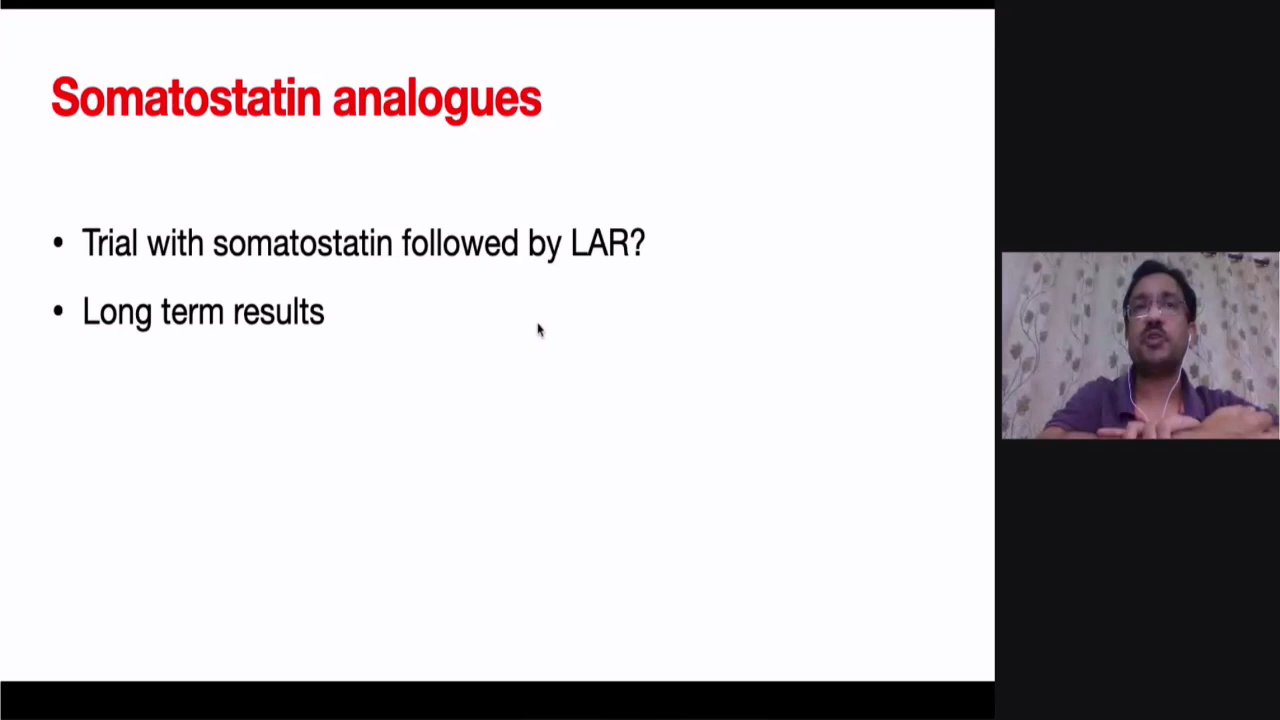 Somatostatin analogues
• Trial with somatostatin followed by LAR?
• Long term results